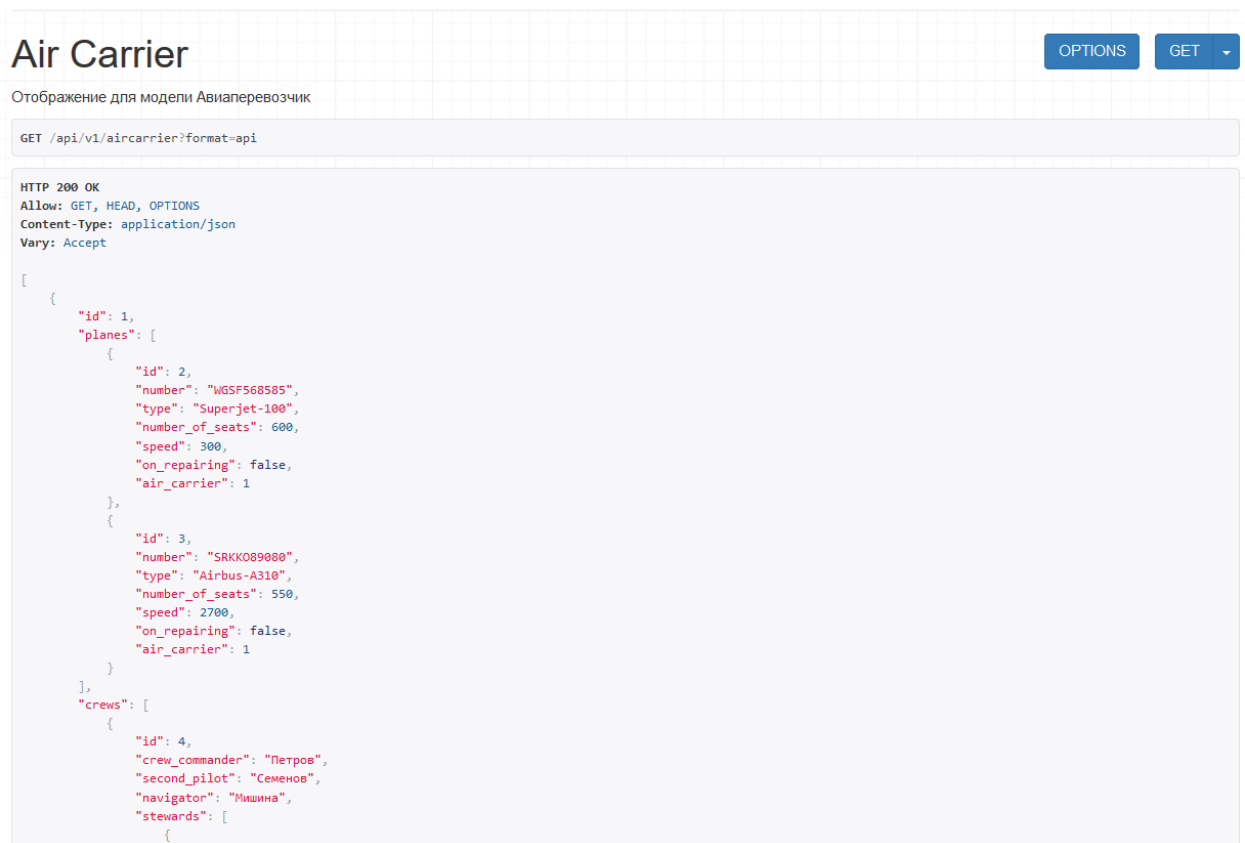 Air Carrier
OPTIONS
GET
Отображение для модели Авиаперевозчик
GET /api/v1/aircarrier?format=api
HTTP 200 OK
Allow: GET, HEAD, OPTIONS
Content-Type: application/json
Vary: Accept
[
    {
        "id": 1,
        "planes": [
            {
                "id": 2,
                "number": "WGSF568585",
                "type": "Superjet-100",
                "number_of_seats": 600,
                "speed": 300,
                "on_repairing": false,
                "air_carrier": 1
            },
            {
                "id": 3,
                "number": "SRKKO89080",
                "type": "Airbus-A310",
                "number_of_seats": 550,
                "speed": 2700,
                "on_repairing": false,
                "air_carrier": 1
            }
        ],
        "crews": [
            {
                "id": 4,
                "crew_commander": "Петров",
                "second_pilot": "Семенов",
                "navigator": "Мишина",
                "stewards": [
                    {